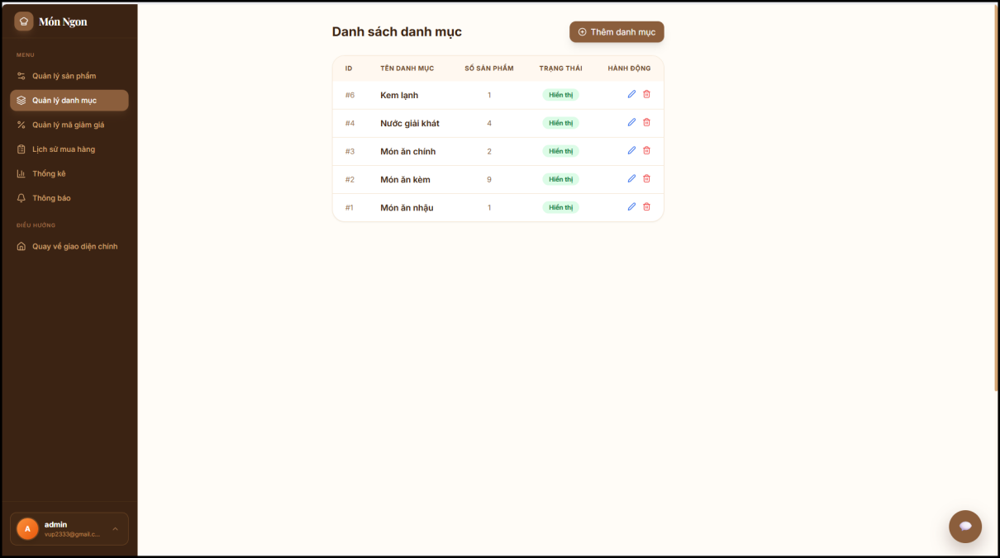 Món Ngon
MENU
Quản lý sản phẩm
Quản lý danh mục
Quản lý mã giảm giá
Lịch sử mua hàng
Thống kê
Thông báo
ĐIỀU HƯỚNG
Quay về giao diện chính
A
admin
vup2333@gmail.c...
Danh sách danh mục
Thêm danh mục
ID TÊN DANH MỤC SỐ SẢN PHẨM TRẠNG THÁI HÀNH ĐỘNG
#6 Kem lạnh 1 Hiển thị
#4 Nước giải khát 4 Hiển thị
#3 Món ăn chính 2 Hiển thị
#2 Món ăn kèm 9 Hiển thị
#1 Món ăn nhậu 1 Hiển thị